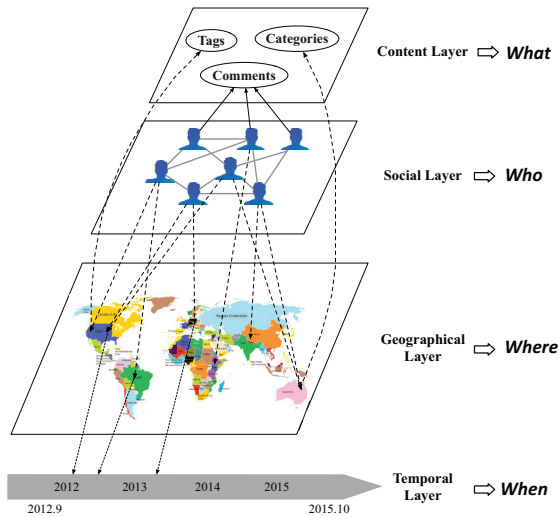 Tags
Categories
Comments
Content Layer
What
Social Layer
Who
Geographical
Layer
Where
2012
2013
2014
2015
Temporal
Layer
When
2012.9
2015.10